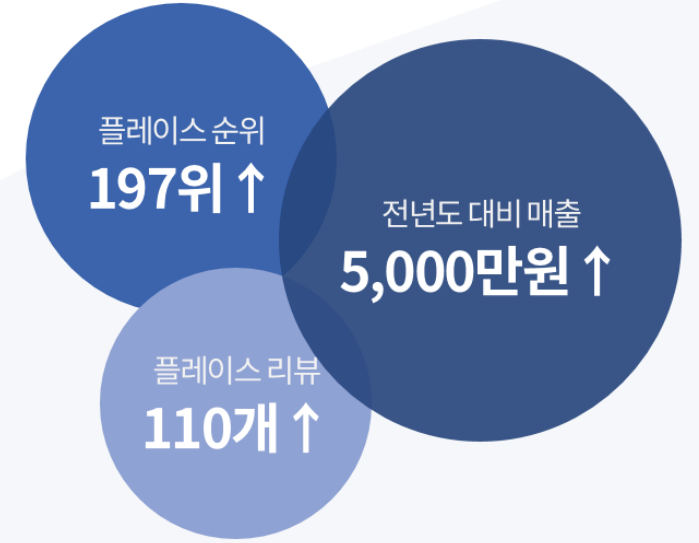 플레이스 순위
197위↑
전년도 대비 매출
5,000만원↑
플레이스 리뷰
110개↑